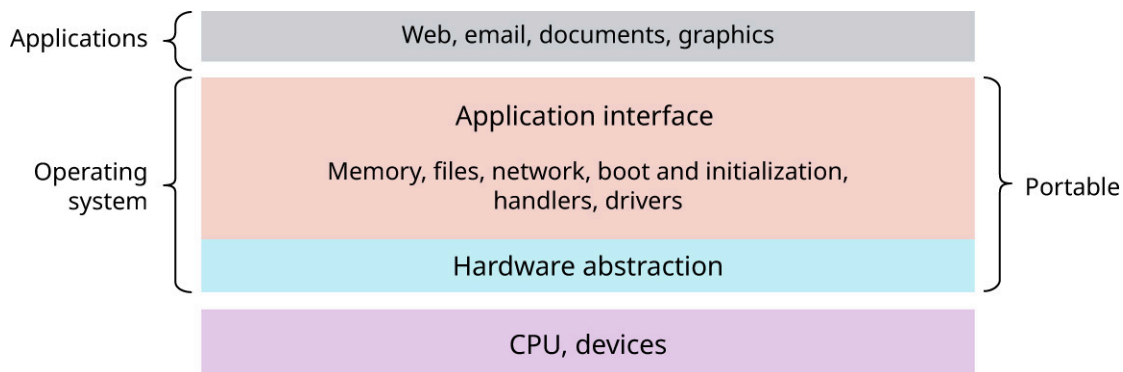 Applications
Web, email, documents, graphics
Application interface
Memory, files, network, boot and initialization,
handlers, drivers
Operating
system
Portable
Hardware abstraction
CPU, devices